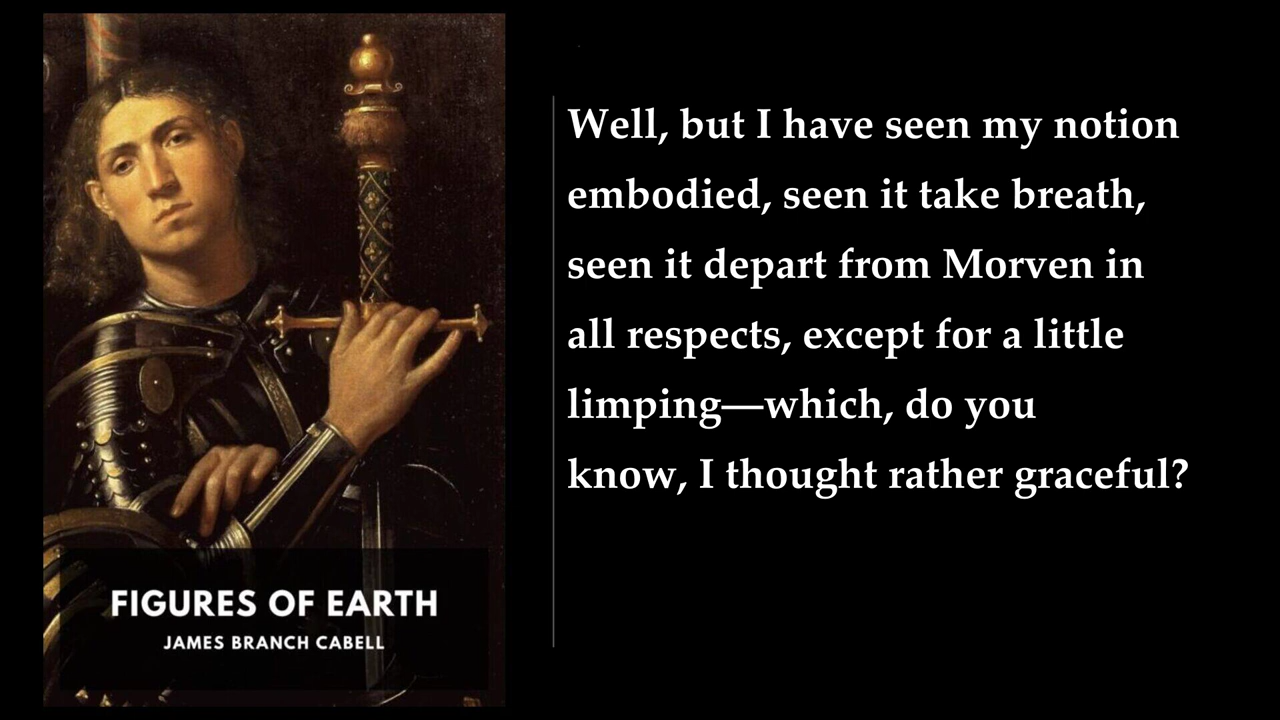 Well, but I have seen my notion
embodied, seen it take breath,
seen it depart from Morven in
all respects, except for a little
limping—which, do you
know, I thought rather graceful?
FIGURES OF EARTH
JAMES BRANCH CABELL